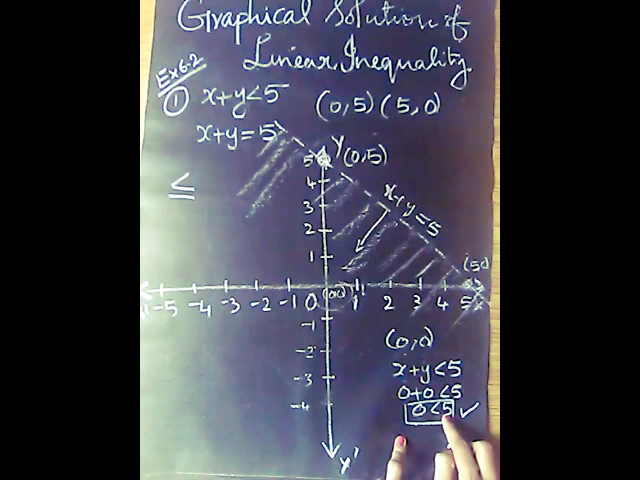 Graphical Solution of
Linear Inequality.
Ex 6.2
① x+y<5 (0,5) (5,0)
x+y=5
≤
Y (0,5)
5
4
3
2
1
x+y=5
(5,0)
-5 -4 -3 -2 -1 0 (0,0) 1 2 3 4 5 X
-1
-2
-3
-4
Y'
(0,0)
x+y<5
0+0<5
0<5 ✓